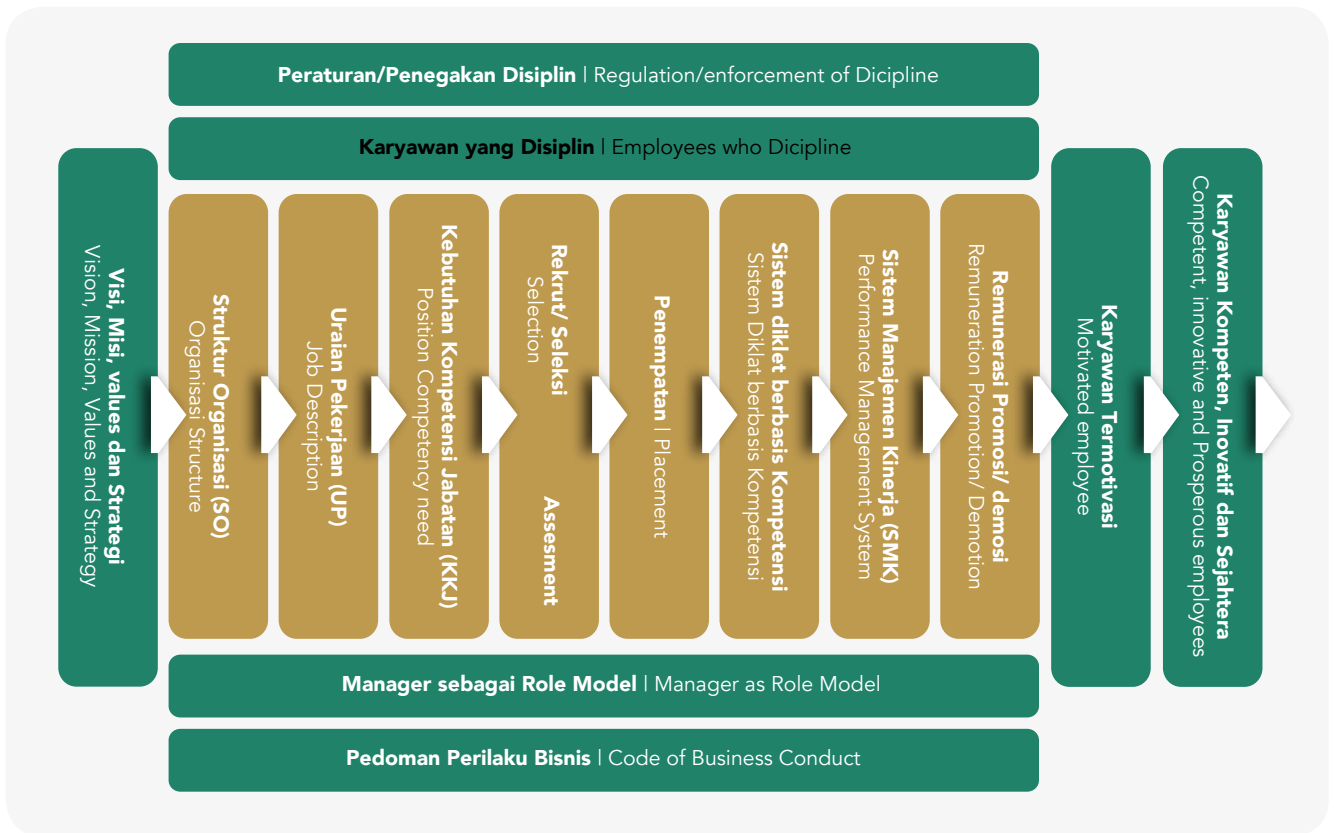 Peraturan/Penegakan Disiplin | Regulation/enforcement of Dicipline
Karyawan yang Disiplin | Employees who Dicipline
Visi, Misi, values dan Strategi
Vision, Mission, Values and Strategy
Struktur Organisasi (SO)
Organisasi Structure
Uraian Pekerjaan (UP)
Job Description
Kebutuhan Kompetensi Jabatan (KKJ)
Position Competency need
Rekrut/ Seleksi
Selection
Assesment
Penempatan | Placement
Sistem diklet berbasis Kompetensi
Sistem Diklat berbasis Kompetensi
Sistem Manajemen Kinerja (SMK)
Performance Management System
Remunerasi Promosi/ demosi
Remuneration Promotion/ Demotion
Karyawan Termotivasi
Motivated employee
Karyawan Kompeten, Inovatif dan Sejahtera
Competent, innovative and Prosperous employees
Manager sebagai Role Model | Manager as Role Model
Pedoman Perilaku Bisnis | Code of Business Conduct